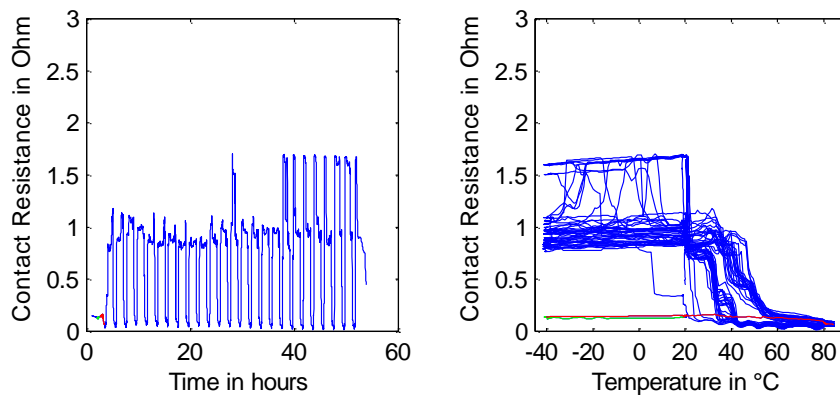 3
2.5
2
1.5
1
0.5
0
Contact Resistance in Ohm
0 20 40 60
Time in hours
3
2.5
2
1.5
1
0.5
0
Contact Resistance in Ohm
-40 -20 0 20 40 60 80
Temperature in °C